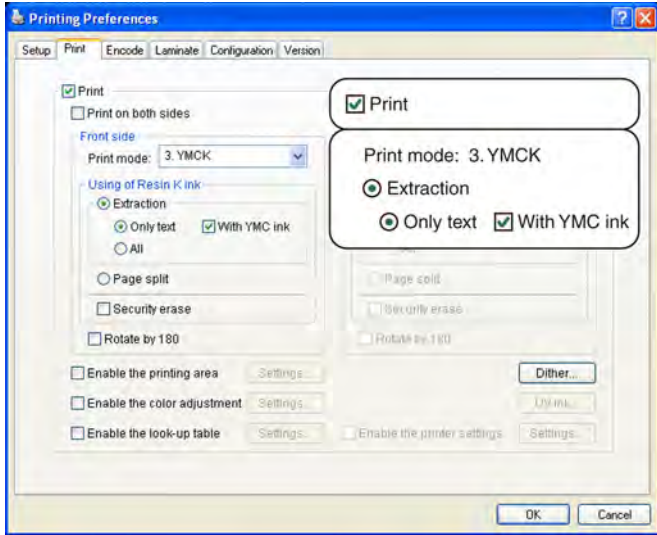 Printing Preferences
Setup Print Encode Laminate Configuration Version
Print
Print on both sides
Front side
Print mode: 3. YMCK
Using of Resin K ink
Extraction
Only text With YMC ink
All
Page split
Security erase
Rotate by 180
Print
Print mode: 3. YMCK
Extraction
Only text With YMC ink
Page split
Security erase
Rotate by 180
Enable the printing area Settings... Dither...
Enable the color adjustment Settings... UV ink...
Enable the look-up table Settings... Enable the printer settings Settings...
OK Cancel